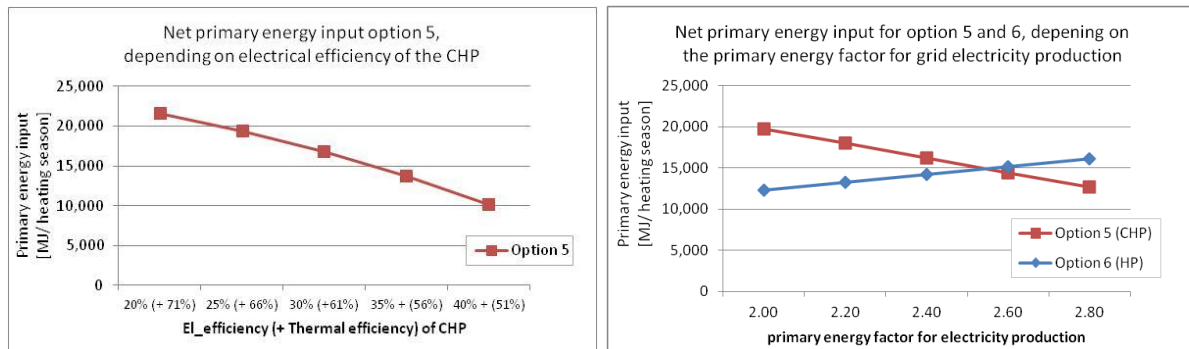 Net primary energy input option 5,
depending on electrical efficiency of the CHP
Primary energy input
[MJ/ heating season]
25,000
20,000
15,000
10,000
5,000
0
Option 5
20% (+ 71%) 25% (+ 66%) 30% (+61%) 35% + (56%) 40% + (51%)
El_efficiency (+ Thermal efficiency) of CHP
Net primary energy input for option 5 and 6, depening on
the primary energy factor for grid electricity production
Primary energy input
[MJ/ heating season]
25,000
20,000
15,000
10,000
5,000
0
Option 5 (CHP)
Option 6 (HP)
2.00 2.20 2.40 2.60 2.80
primary energy factor for electricity production